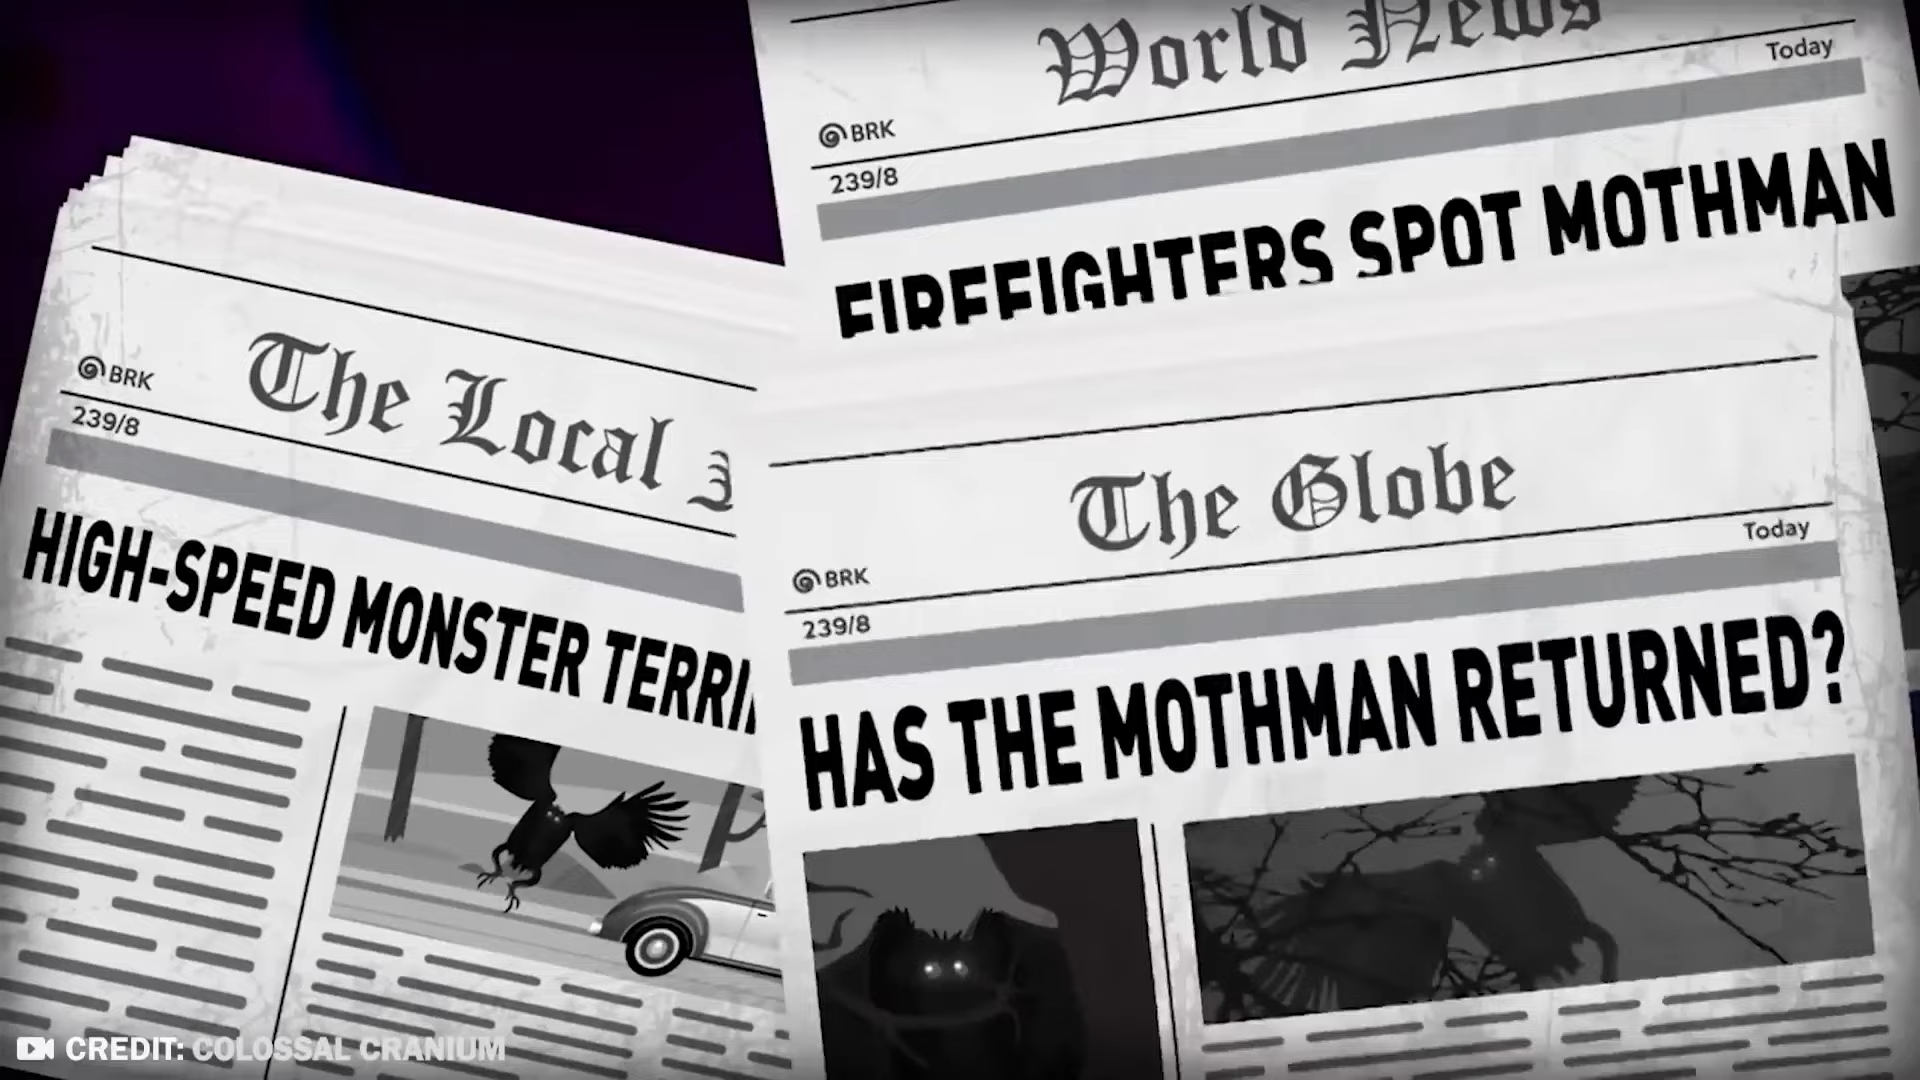 World News
Today
BRK
239/8
FIREFIGHTERS SPOT MOTHMAN
The Local
BRK
239/8
HIGH-SPEED MONSTER
The Globe
Today
BRK
239/8
HAS THE MOTHMAN RETURNED?
CREDIT: COLOSSAL CRANIUM